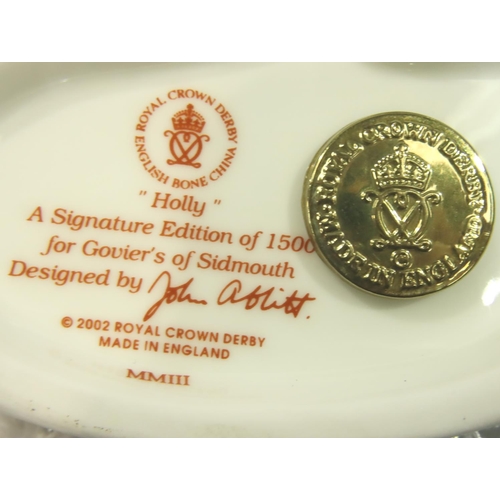 ROYAL CROWN DERBY
ENGLISH BONE CHINA
" Holly "
A Signature Edition of 1500
for Govier's of Sidmouth
Designed by John Ablitt.
© 2002 ROYAL CROWN DERBY
MADE IN ENGLAND
MMIII
ROYAL CROWN DERBY
MADE IN ENGLAND